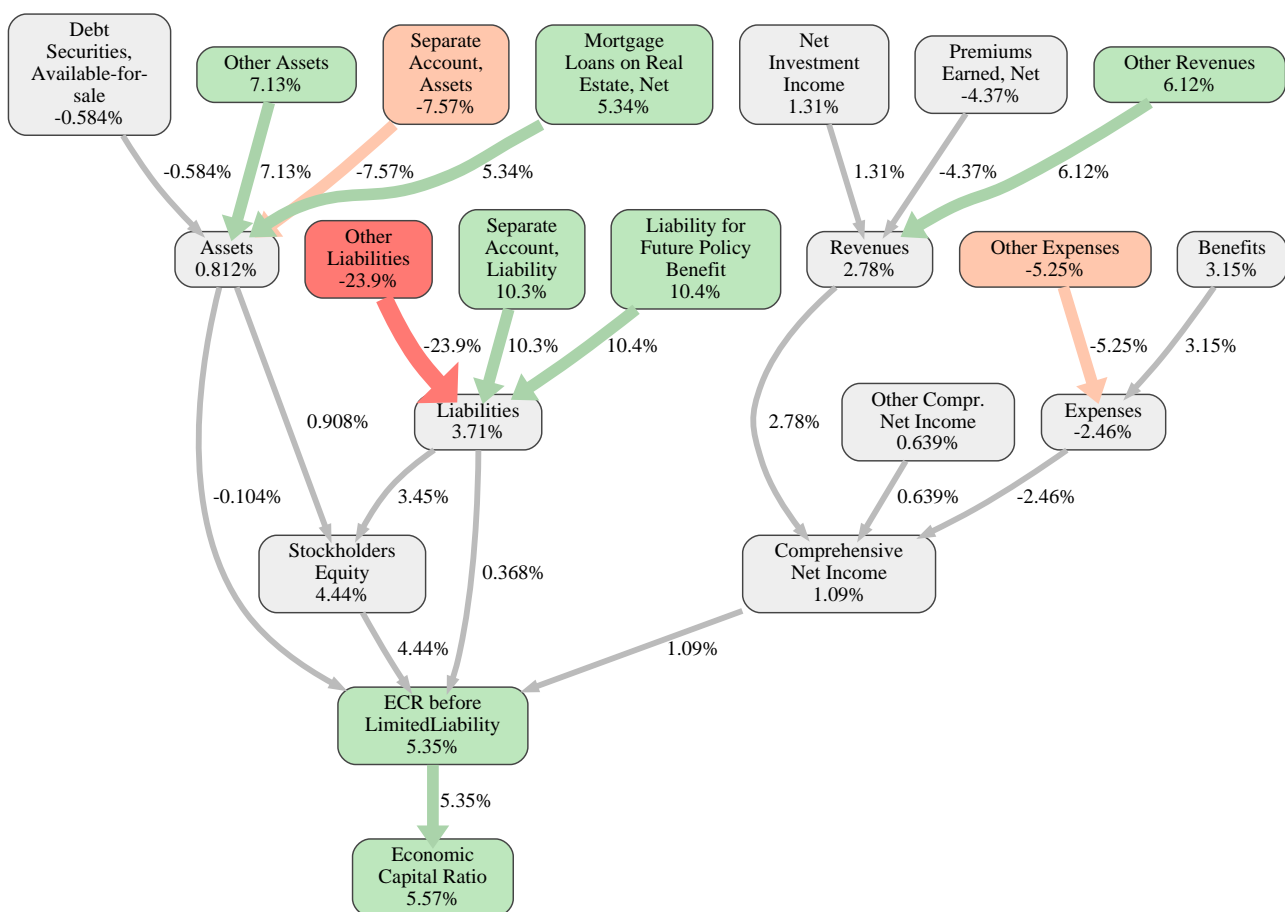 Debt
Securities,
Available-for-
sale
-0.584%
Other Assets
7.13%
Separate
Account,
Assets
-7.57%
Mortgage
Loans on Real
Estate, Net
5.34%
Net
Investment
Income
1.31%
Premiums
Earned, Net
-4.37%
Other Revenues
6.12%
-0.584%
7.13%
-7.57%
5.34%
1.31%
-4.37%
6.12%
Assets
0.812%
Other
Liabilities
-23.9%
Separate
Account,
Liability
10.3%
Liability for
Future Policy
Benefit
10.4%
Revenues
2.78%
Other Expenses
-5.25%
Benefits
3.15%
-23.9%
10.3%
10.4%
-5.25%
3.15%
0.908%
Liabilities
3.71%
2.78%
Other Compr.
Net Income
0.639%
Expenses
-2.46%
-0.104%
3.45%
0.639%
-2.46%
Stockholders
Equity
4.44%
0.368%
Comprehensive
Net Income
1.09%
4.44%
1.09%
ECR before
LimitedLiability
5.35%
5.35%
Economic
Capital Ratio
5.57%